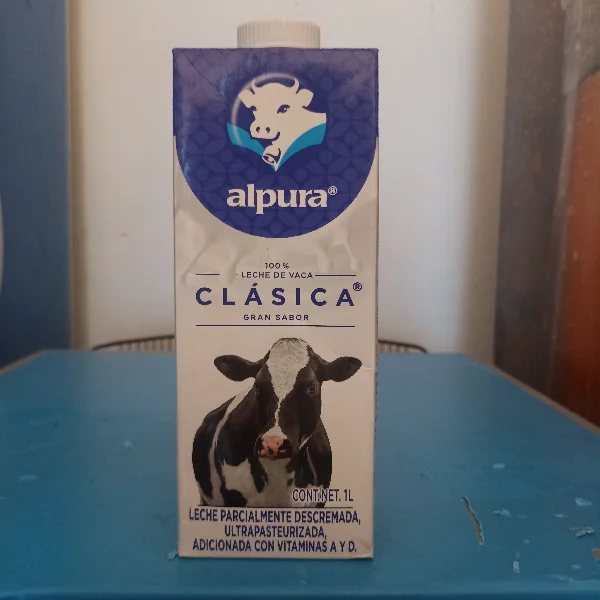 alpura®
100%
LECHE DE VACA
CLÁSICA®
GRAN SABOR
CONT.NET. 1L
LECHE PARCIALMENTE DESCREMADA,
ULTRAPASTEURIZADA,
ADICIONADA CON VITAMINAS A Y D.